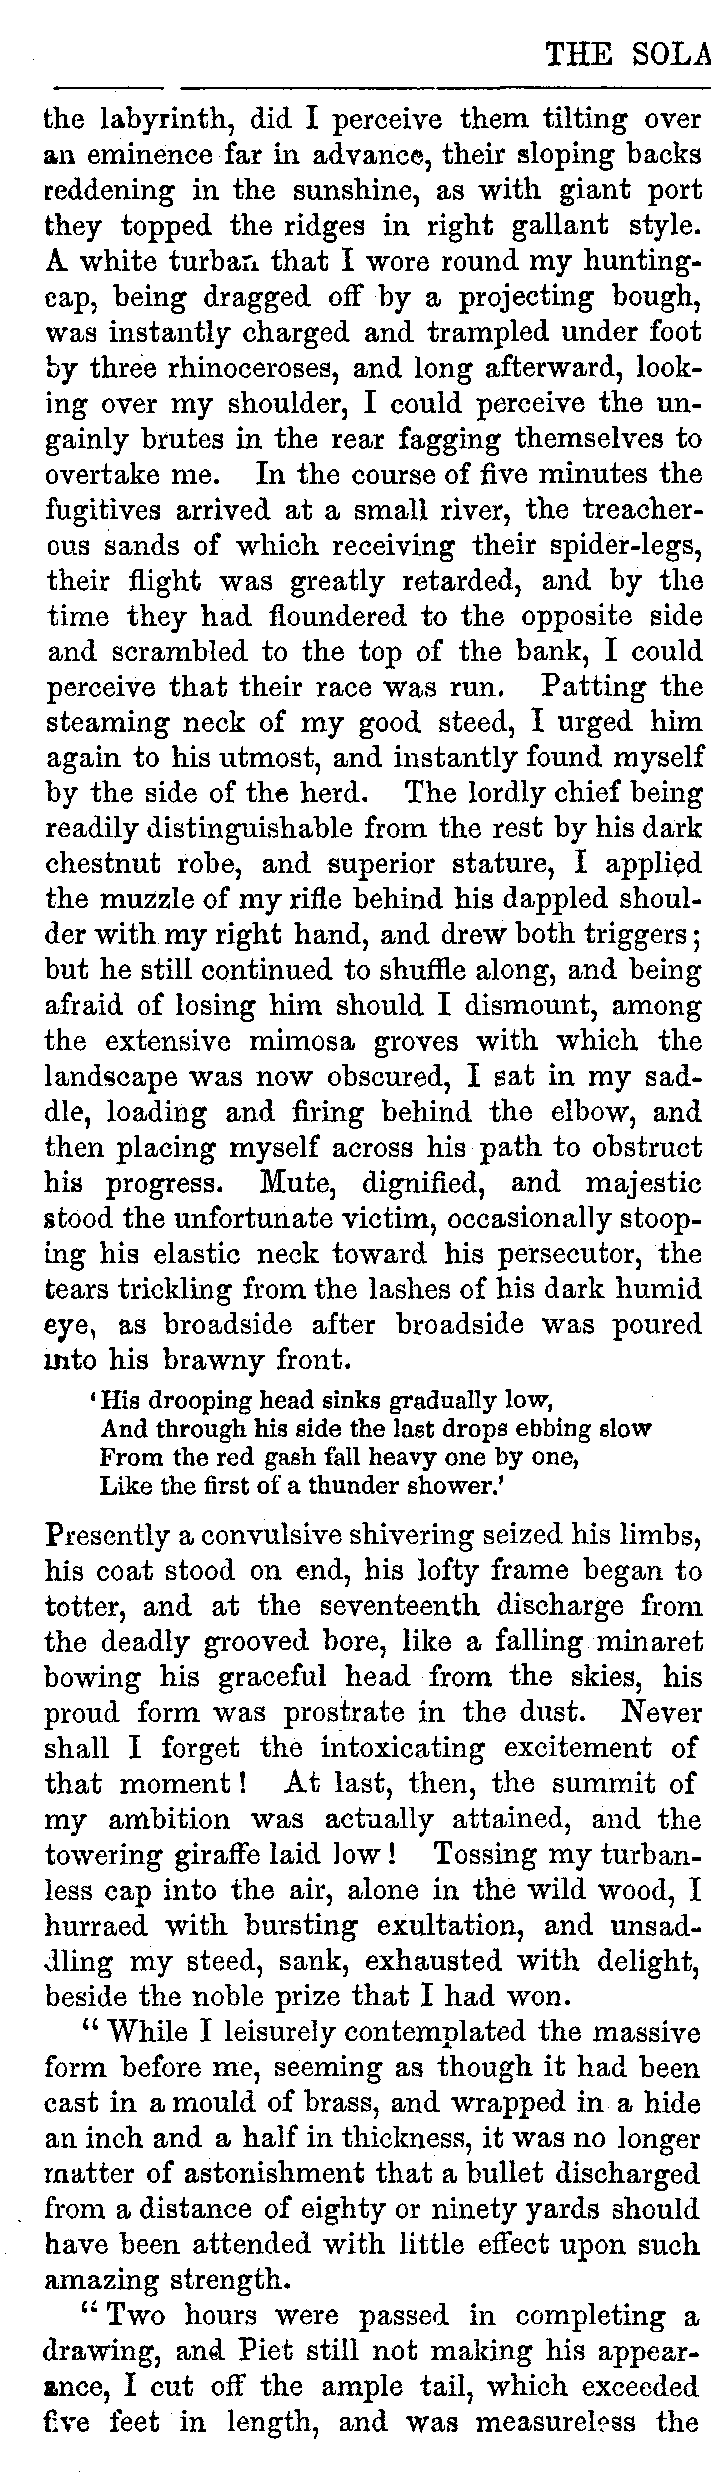 THE SOLA
the labyrinth, did I perceive them tilting over
an eminence far in advance, their sloping backs
reddening in the sunshine, as with giant port
they topped the ridges in right gallant style.
A white turban that I wore round my hunting-
cap, being dragged off by a projecting bough,
was instantly charged and trampled under foot
by three rhinoceroses, and long afterward, look-
ing over my shoulder, I could perceive the un-
gainly brutes in the rear fagging themselves to
overtake me. In the course of five minutes the
fugitives arrived at a small river, the treacher-
ous sands of which receiving their spider-legs,
their flight was greatly retarded, and by the
time they had floundered to the opposite side
and scrambled to the top of the bank, I could
perceive that their race was run. Patting the
steaming neck of my good steed, I urged him
again to his utmost, and instantly found myself
by the side of the herd. The lordly chief being
readily distinguishable from the rest by his dark
chestnut robe, and superior stature, I applied
the muzzle of my rifle behind his dappled shoul-
der with my right hand, and drew both triggers;
but he still continued to shuffle along, and being
afraid of losing him should I dismount, among
the extensive mimosa groves with which the
landscape was now obscured, I sat in my sad-
dle, loading and firing behind the elbow, and
then placing myself across his path to obstruct
his progress. Mute, dignified, and majestic
stood the unfortunate victim, occasionally stoop-
ing his elastic neck toward his persecutor, the
tears trickling from the lashes of his dark humid
eye, as broadside after broadside was poured
into his brawny front.
'His drooping head sinks gradually low,
And through his side the last drops ebbing slow
From the red gash fall heavy one by one,
Like the first of a thunder shower.'
Presently a convulsive shivering seized his limbs,
his coat stood on end, his lofty frame began to
totter, and at the seventeenth discharge from
the deadly grooved bore, like a falling minaret
bowing his graceful head from the skies, his
proud form was prostrate in the dust. Never
shall I forget the intoxicating excitement of
that moment! At last, then, the summit of
my ambition was actually attained, and the
towering giraffe laid low! Tossing my turban-
less cap into the air, alone in the wild wood, I
hurraed with bursting exultation, and unsad-
dling my steed, sank, exhausted with delight,
beside the noble prize that I had won.
"While I leisurely contemplated the massive
form before me, seeming as though it had been
cast in a mould of brass, and wrapped in a hide
an inch and a half in thickness, it was no longer
matter of astonishment that a bullet discharged
from a distance of eighty or ninety yards should
have been attended with little effect upon such
amazing strength.
"Two hours were passed in completing a
drawing, and Piet still not making his appear-
ance, I cut off the ample tail, which exceeded
five feet in length, and was measureless the